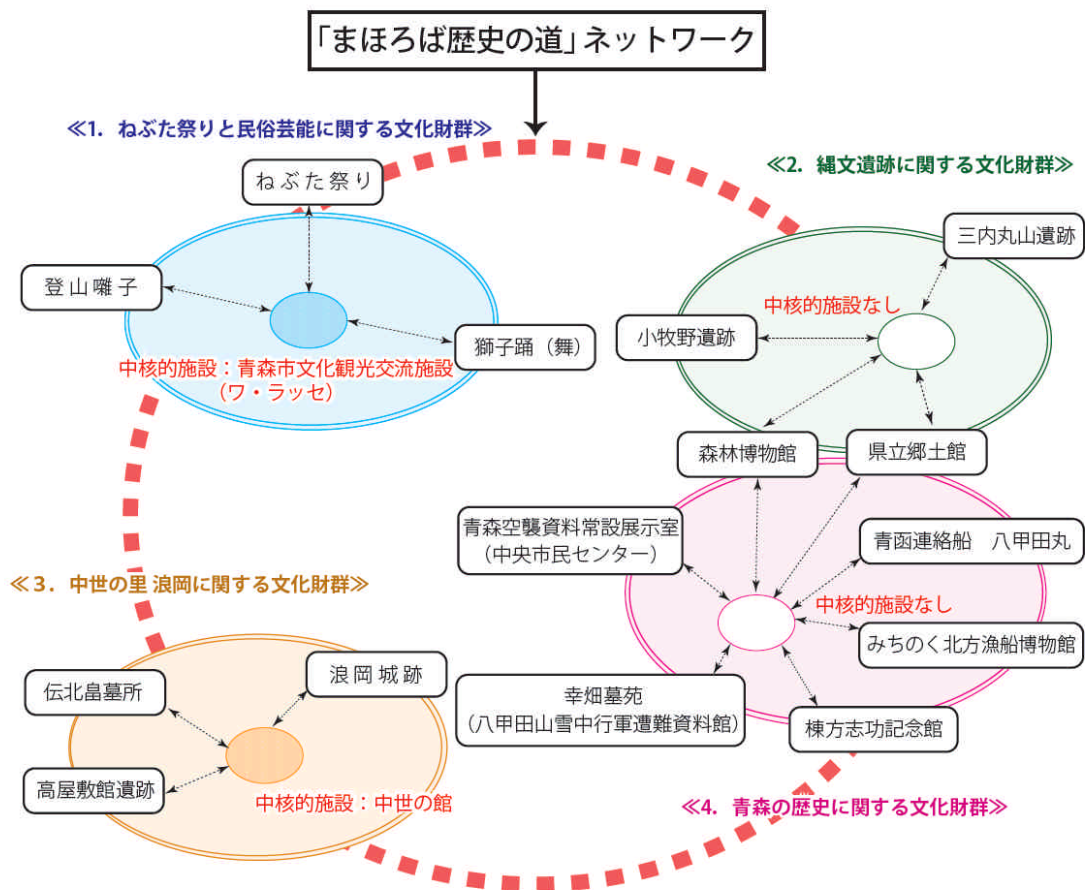 「まほろば歴史の道」ネットワーク
≪1．ねぶた祭りと民俗芸能に関する文化財群≫
ねぶた祭り
登山囃子
獅子踊（舞）
中核的施設：青森市文化観光交流施設
（ワ・ラッセ）
≪2．縄文遺跡に関する文化財群≫
三内丸山遺跡
中核的施設なし
小牧野遺跡
森林博物館
県立郷土館
青森空襲資料常設展示室
（中央市民センター）
青函連絡船　八甲田丸
中核的施設なし
みちのく北方漁船博物館
幸畑墓苑
（八甲田山雪中行軍遭難資料館）
棟方志功記念館
≪4．青森の歴史に関する文化財群≫
≪３．中世の里 浪岡に関する文化財群≫
浪岡城跡
伝北畠墓所
高屋敷館遺跡
中核的施設：中世の館